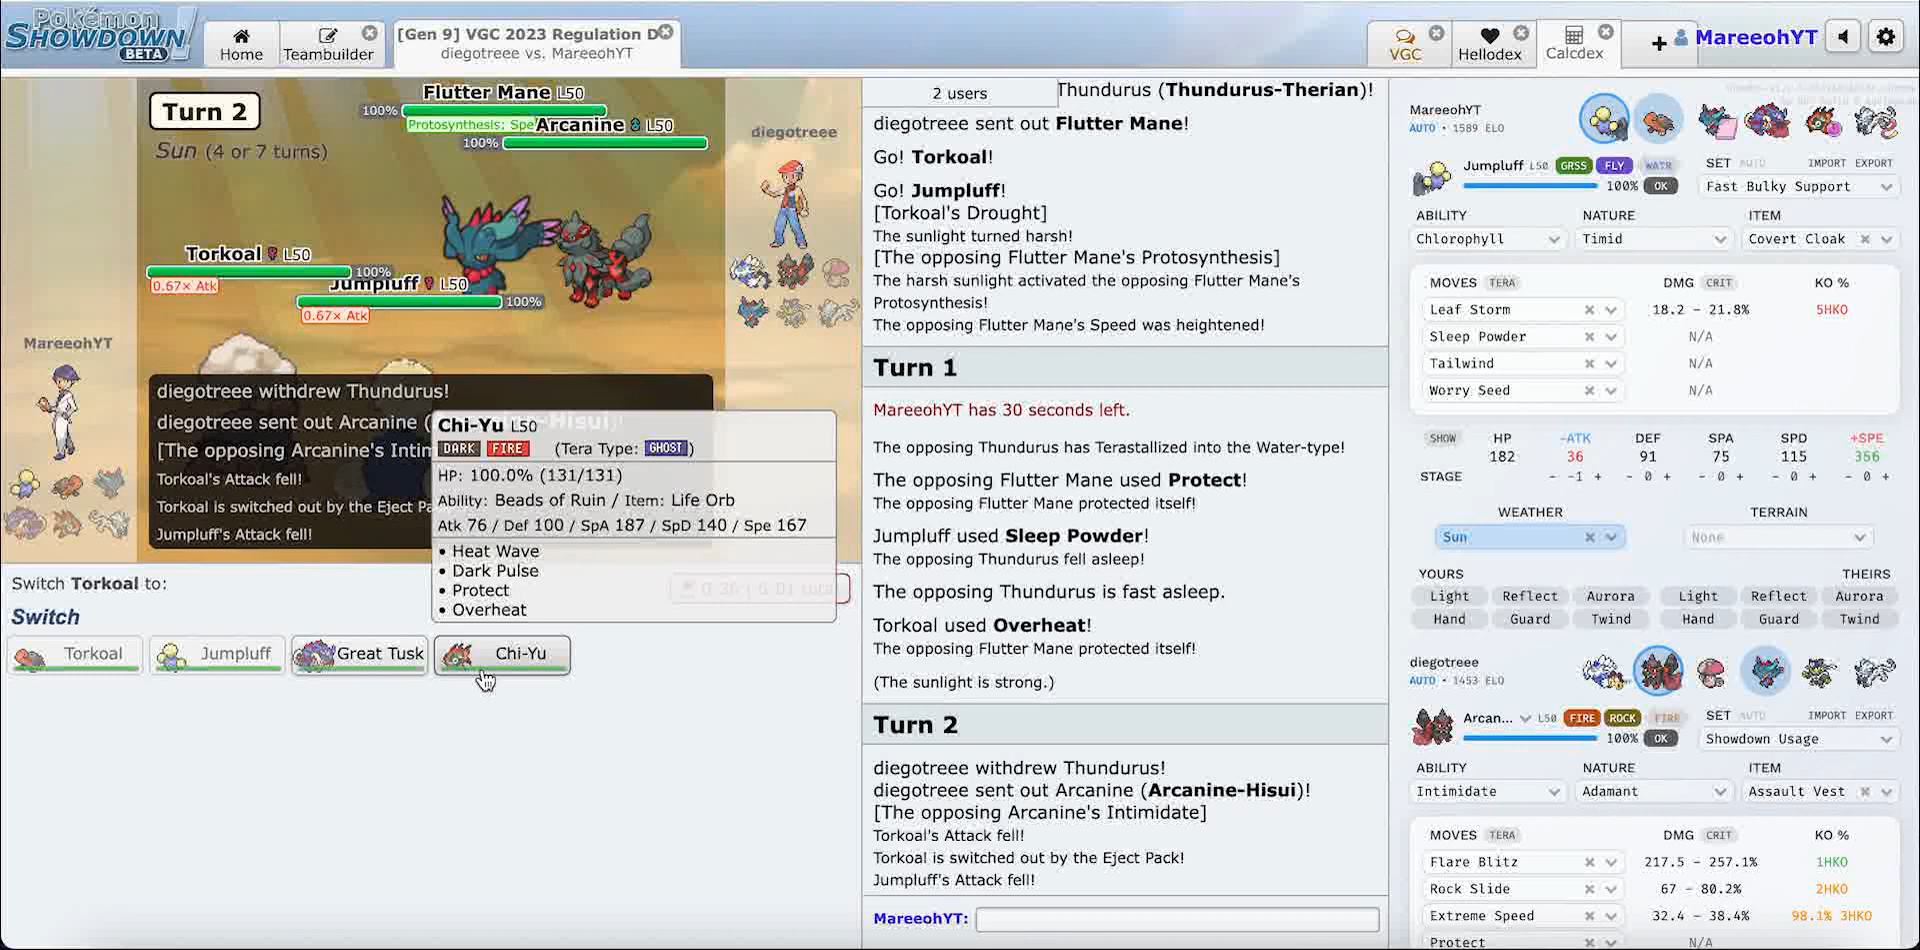 Pokémon
SHOWDOWN
BETA
Home
Teambuilder
[Gen 9] VGC 2023 Regulation D
diegotreee vs. MareeohYT
VGC
Hellodex
Calcdex
+
MareeohYT
Turn 2
Sun (4 or 7 turns)
Flutter Mane L50
100%
Protosynthesis: Spe
Arcanine L50
100%
diegotreee
Torkoal L50
100%
0.67× Atk
Jumpluff L50
100%
0.67× Atk
MareeohYT
diegotreee withdrew Thundurus!
diegotreee sent out Arcanine (
[The opposing Arcanine's Intim
Torkoal's Attack fell!
Torkoal is switched out by the Eject Pa
Jumpluff's Attack fell!
Chi-Yu L50
DARK FIRE (Tera Type: GHOST)
HP: 100.0% (131/131)
Ability: Beads of Ruin / Item: Life Orb
Atk 76 / Def 100 / SpA 187 / SpD 140 / Spe 167
• Heat Wave
• Dark Pulse
• Protect
• Overheat
Switch Torkoal to:
Switch
Torkoal
Jumpluff
Great Tusk
Chi-Yu
2 users
Thundurus (Thundurus-Therian)!
diegotreee sent out Flutter Mane!
Go! Torkoal!
Go! Jumpluff!
[Torkoal's Drought]
The sunlight turned harsh!
[The opposing Flutter Mane's Protosynthesis]
The harsh sunlight activated the opposing Flutter Mane's
Protosynthesis!
The opposing Flutter Mane's Speed was heightened!
Turn 1
MareeohYT has 30 seconds left.
The opposing Thundurus has Terastallized into the Water-type!
The opposing Flutter Mane used Protect!
The opposing Flutter Mane protected itself!
Jumpluff used Sleep Powder!
The opposing Thundurus fell asleep!
The opposing Thundurus is fast asleep.
Torkoal used Overheat!
The opposing Flutter Mane protected itself!
(The sunlight is strong.)
Turn 2
diegotreee withdrew Thundurus!
diegotreee sent out Arcanine (Arcanine-Hisui)!
[The opposing Arcanine's Intimidate]
Torkoal's Attack fell!
Torkoal is switched out by the Eject Pack!
Jumpluff's Attack fell!
MareeohYT:
MareeohYT
AUTO • 1589 ELO
Jumpluff L50 GRSS FLY WATR
100% OK
SET AUTO IMPORT EXPORT
Fast Bulky Support
ABILITY NATURE ITEM
Chlorophyll Timid Covert Cloak
MOVES TERA DMG CRIT KO %
Leaf Storm 18.2 - 21.8% 5HKO
Sleep Powder N/A
Tailwind N/A
Worry Seed N/A
SHOW HP -ATK DEF SPA SPD +SPE
182 36 91 75 115 356
STAGE - -1 + - 0 + - 0 + - 0 + - 0 +
WEATHER TERRAIN
Sun None
YOURS THEIRS
Light Reflect Aurora Light Reflect Aurora
Hand Guard Twind Hand Guard Twind
diegotreee
AUTO • 1453 ELO
Arcan... L50 FIRE ROCK FIRE
100% OK
SET AUTO IMPORT EXPORT
Showdown Usage
ABILITY NATURE ITEM
Intimidate Adamant Assault Vest
MOVES TERA DMG CRIT KO %
Flare Blitz 217.5 - 257.1% 1HKO
Rock Slide 67 - 80.2% 2HKO
Extreme Speed 32.4 - 38.4% 98.1% 3HKO
Protect N/A